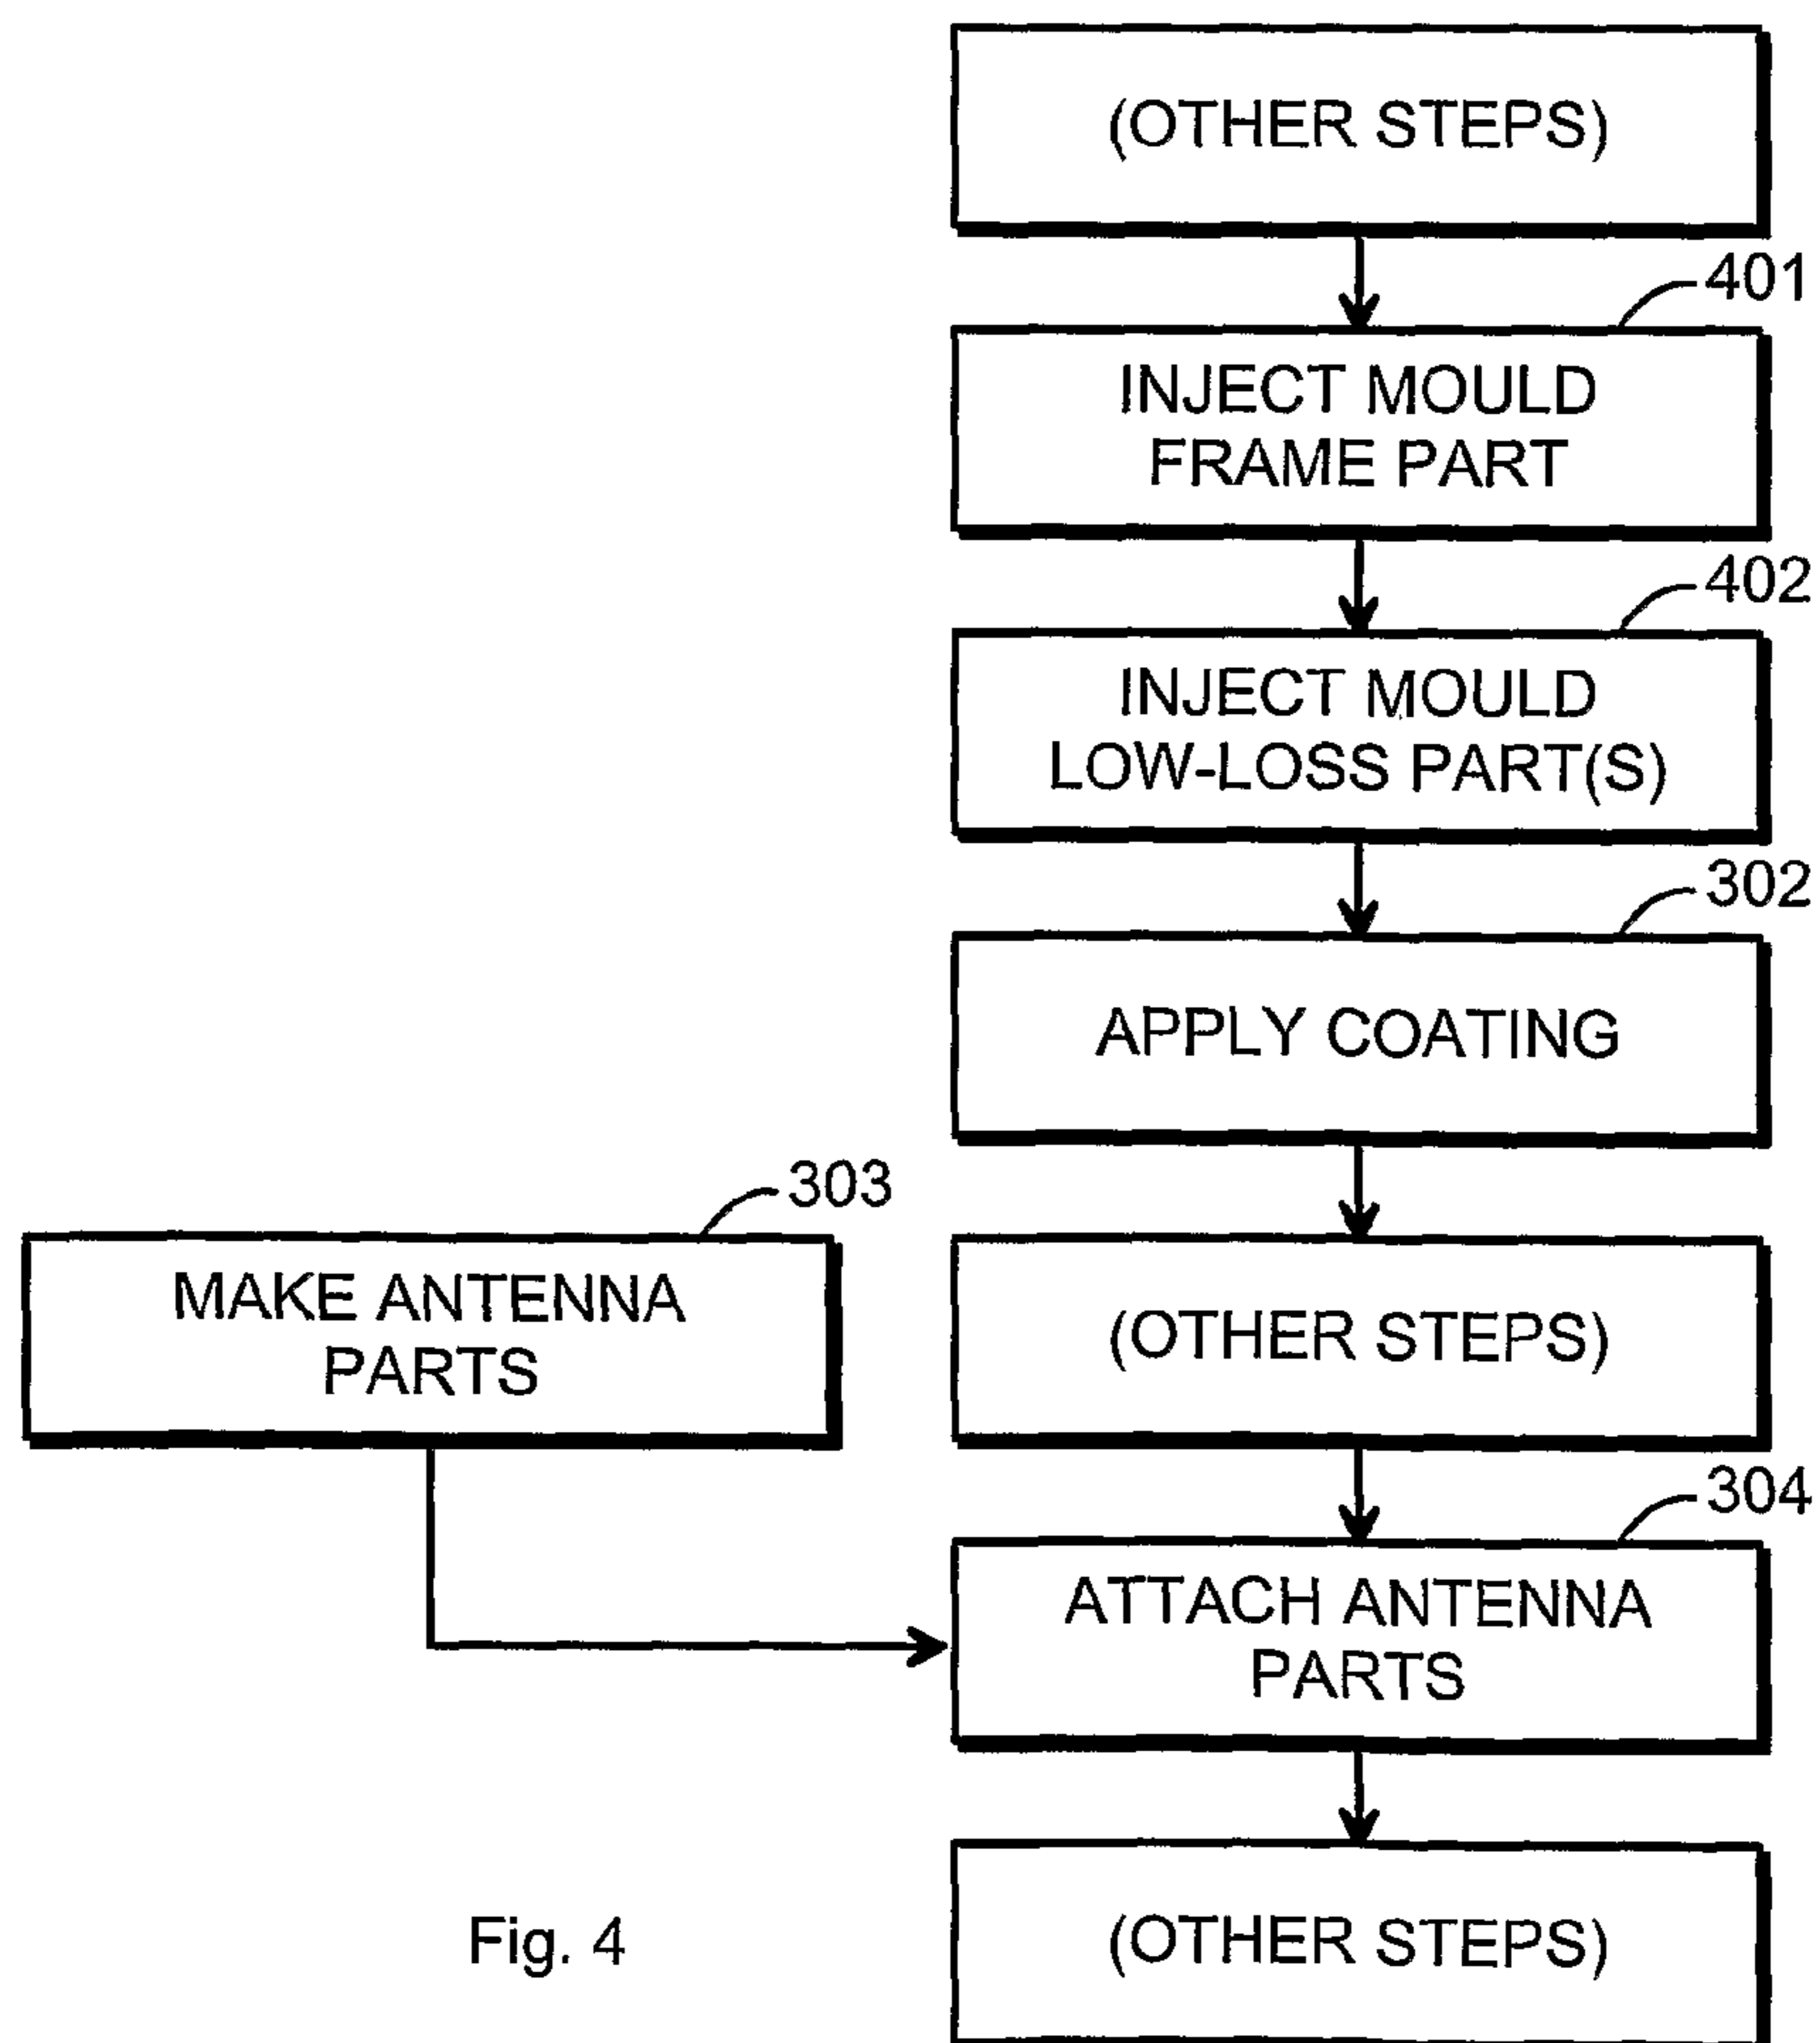 (OTHER STEPS)
401
INJECT MOULD
FRAME PART
402
INJECT MOULD
LOW-LOSS PART(S)
302
APPLY COATING
303
MAKE ANTENNA
PARTS
(OTHER STEPS)
304
ATTACH ANTENNA
PARTS
(OTHER STEPS)
Fig. 4